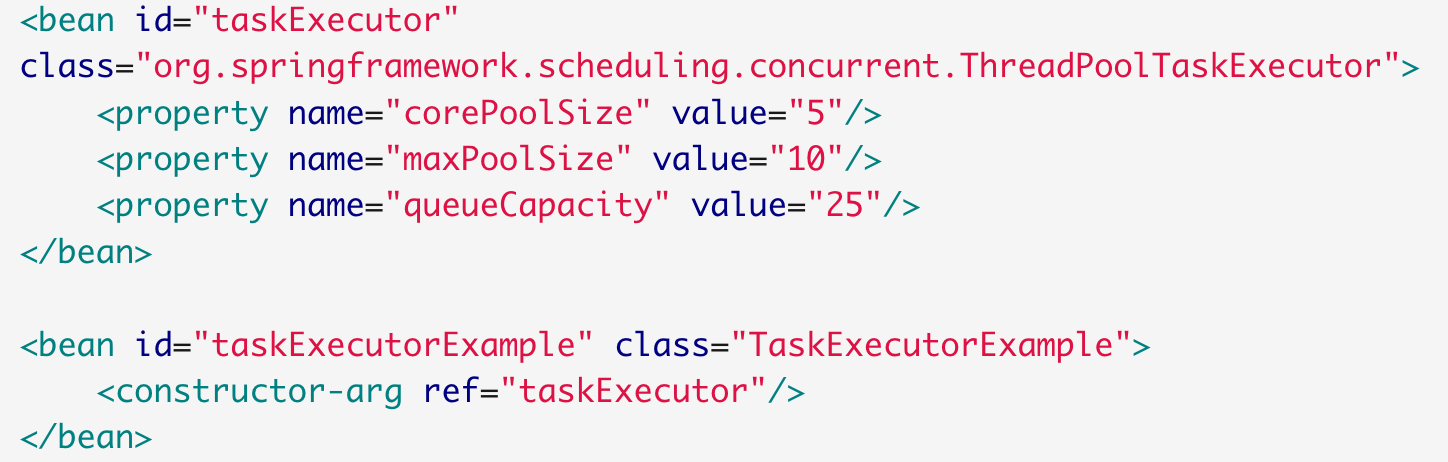 <bean id="taskExecutor"
class="org.springframework.scheduling.concurrent.ThreadPoolTaskExecutor">
    <property name="corePoolSize" value="5"/>
    <property name="maxPoolSize" value="10"/>
    <property name="queueCapacity" value="25"/>
</bean>

<bean id="taskExecutorExample" class="TaskExecutorExample">
    <constructor-arg ref="taskExecutor"/>
</bean>